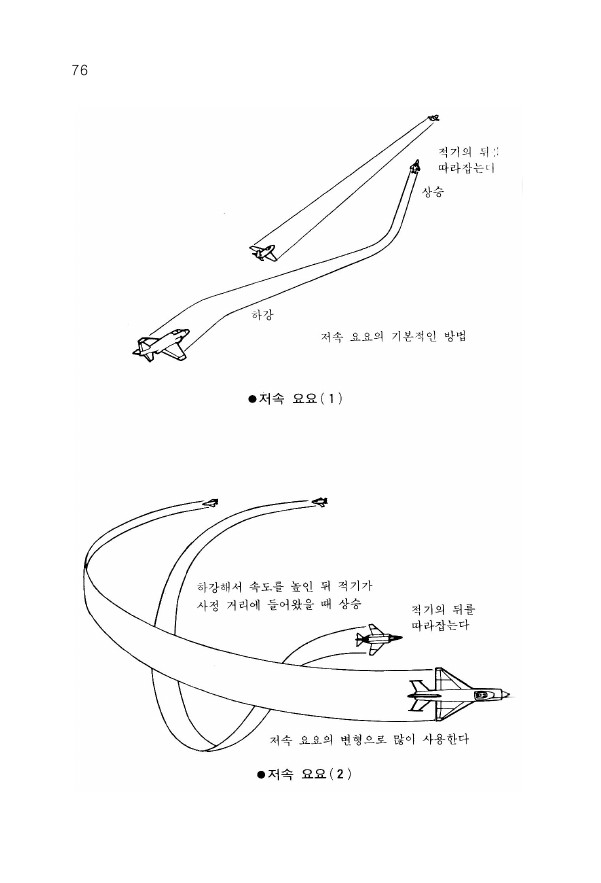 76
적기의 뒤를
따라잡는다
상승
하강
저속 요요의 기본적인 방법
●저속 요요(1)
하강해서 속도를 높인 뒤 적기가
사정 거리에 들어왔을 때 상승
적기의 뒤를
따라잡는다
저속 요요의 변형으로 많이 사용한다
●저속 요요(2)